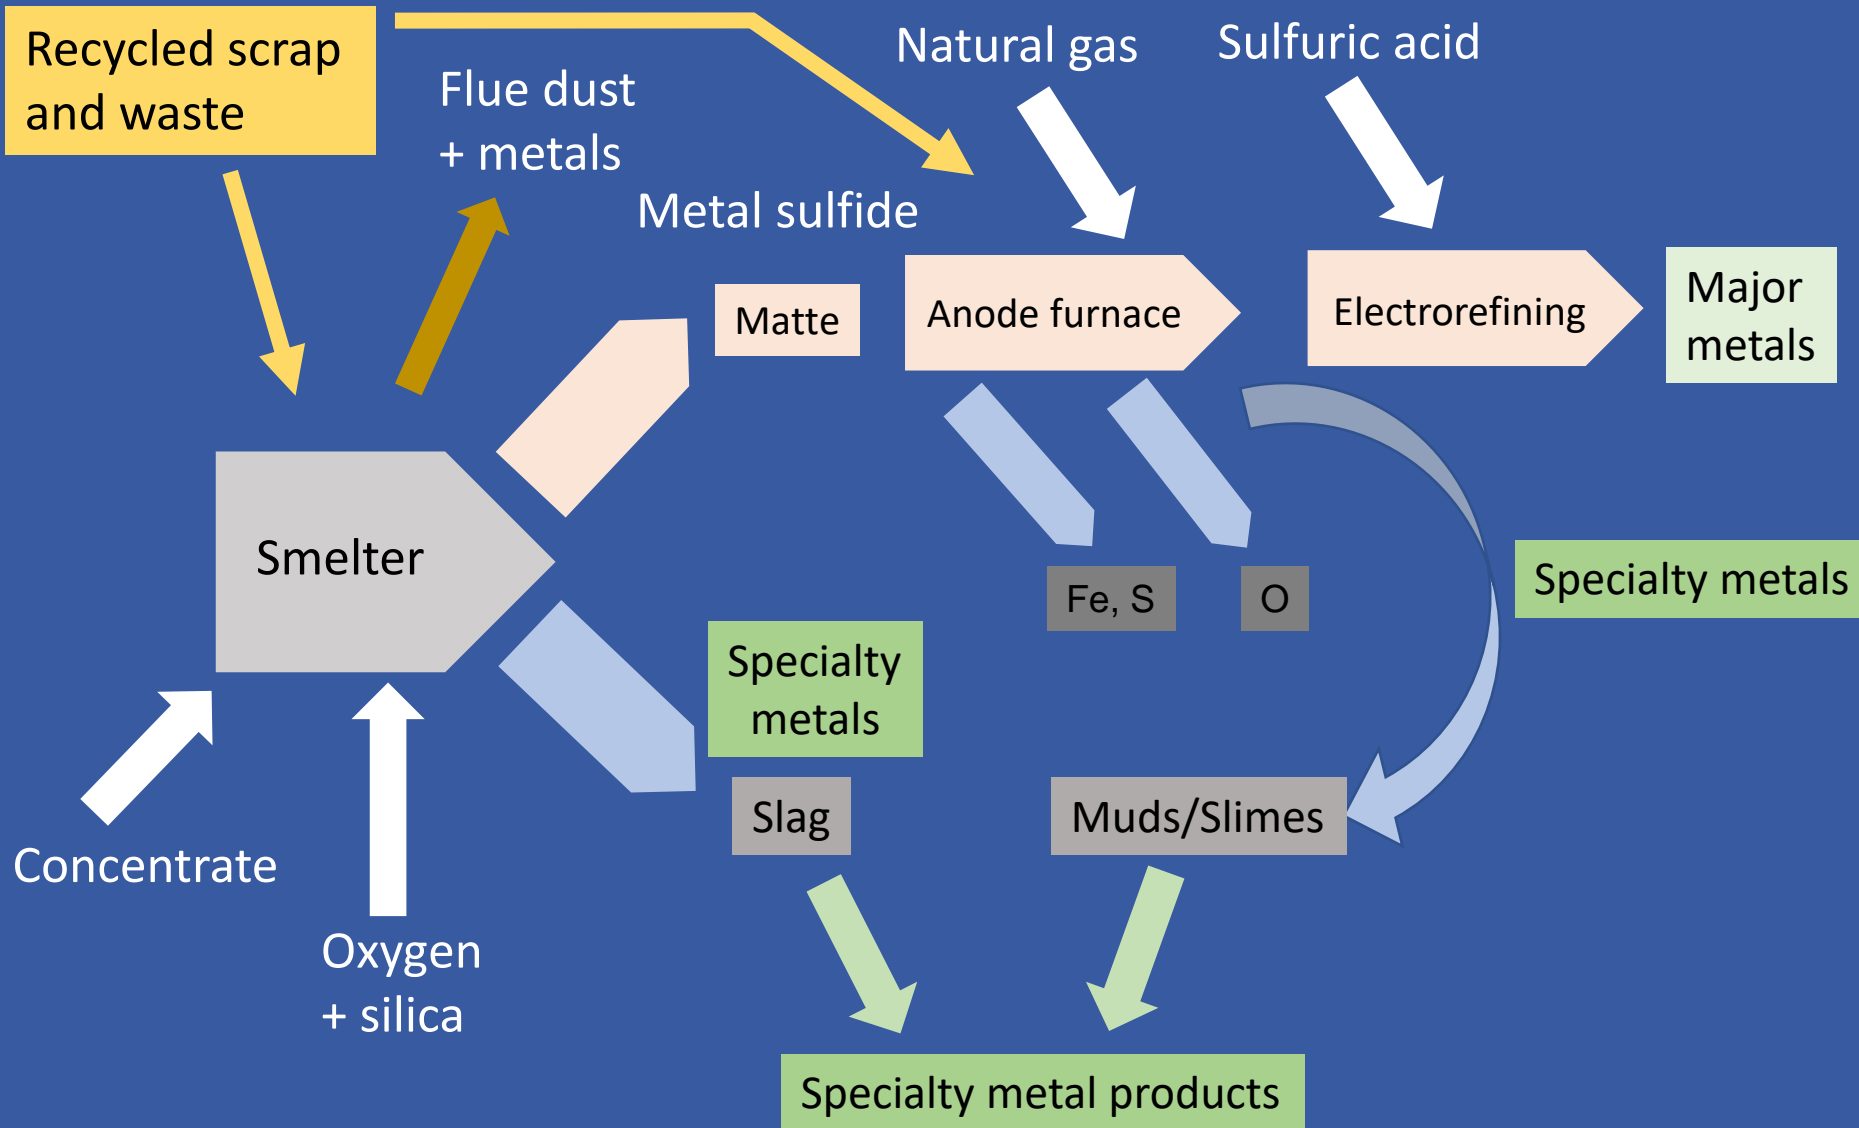 Recycled scrap
and waste
Flue dust
+ metals
Natural gas
Sulfuric acid
Metal sulfide
Matte
Anode furnace
Electrorefining
Major
metals
Smelter
Fe, S
O
Specialty metals
Specialty
metals
Slag
Muds/Slimes
Concentrate
Oxygen
+ silica
Specialty metal products